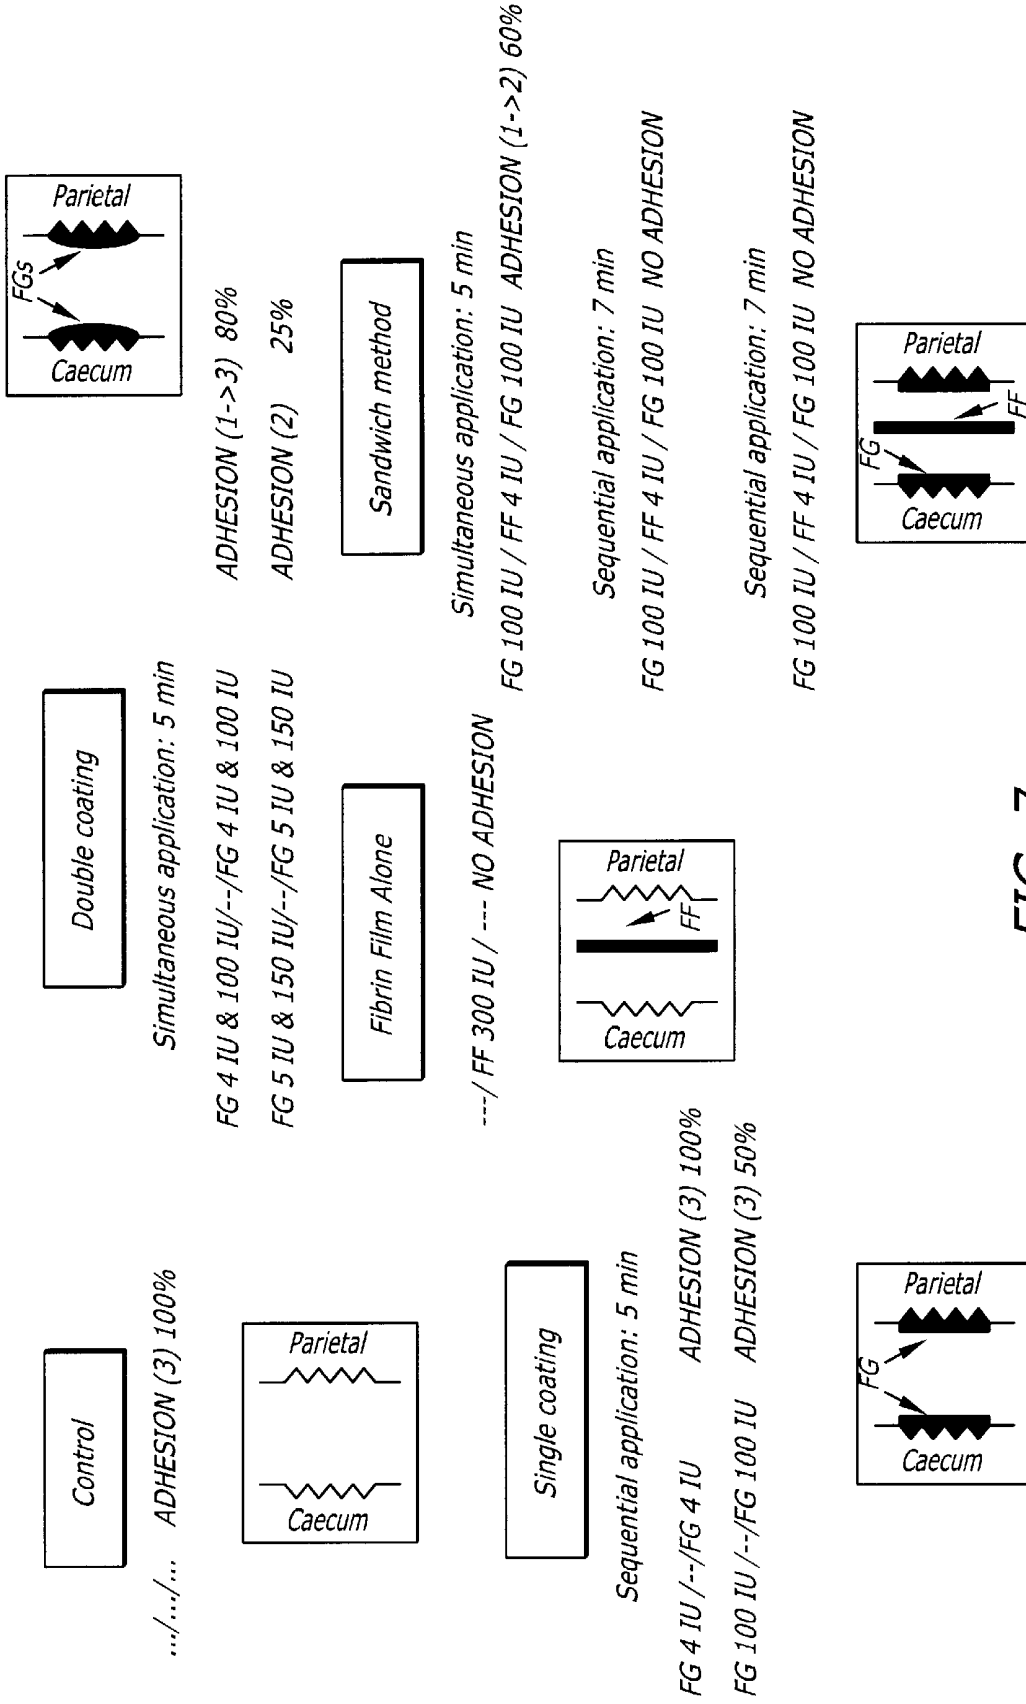 Control
.../.../... ADHESION (3) 100%
Caecum
Parietal
Single coating
Sequential application: 5 min
FG 4 IU /--/FG 4 IU ADHESION (3) 100%
FG 100 IU /--/FG 100 IU ADHESION (3) 50%
FG
Caecum
Parietal
Double coating
Simultaneous application: 5 min
FG 4 IU & 100 IU/--/FG 4 IU & 100 IU ADHESION (1->3) 80%
FG 5 IU & 150 IU/--/FG 5 IU & 150 IU ADHESION (2) 25%
FGs
Caecum
Parietal
Fibrin Film Alone
----/ FF 300 IU / ---- NO ADHESION
Caecum
Parietal
FF
Sandwich method
Simultaneous application: 5 min
FG 100 IU / FF 4 IU / FG 100 IU ADHESION (1->2) 60%
Sequential application: 7 min
FG 100 IU / FF 4 IU / FG 100 IU NO ADHESION
Sequential application: 7 min
FG 100 IU / FF 4 IU / FG 100 IU NO ADHESION
FG
Caecum
Parietal
FF
FIG. 7